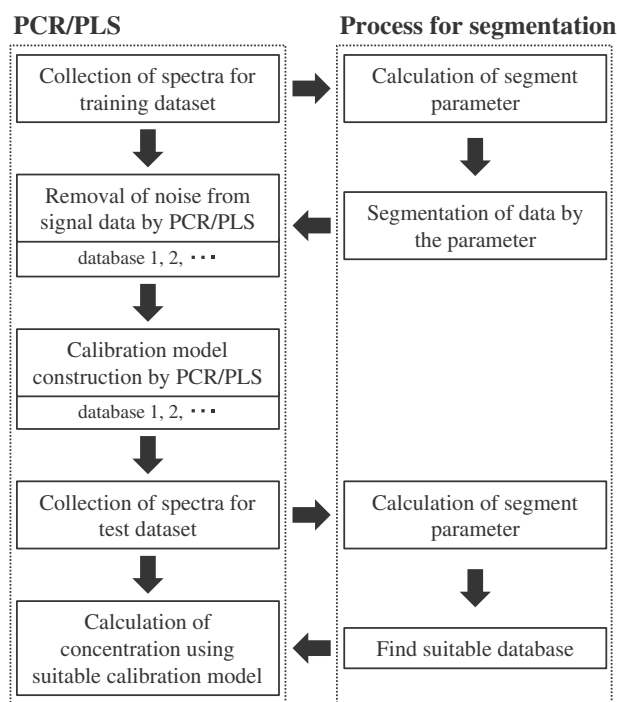 PCR/PLS
Collection of spectra for
training dataset
Removal of noise from
signal data by PCR/PLS
database 1, 2, ･･･
Calibration model
construction by PCR/PLS
database 1, 2, ･･･
Collection of spectra for
test dataset
Calculation of
concentration using
suitable calibration model
Process for segmentation
Calculation of segment
parameter
Segmentation of data by
the parameter
Calculation of segment
parameter
Find suitable database